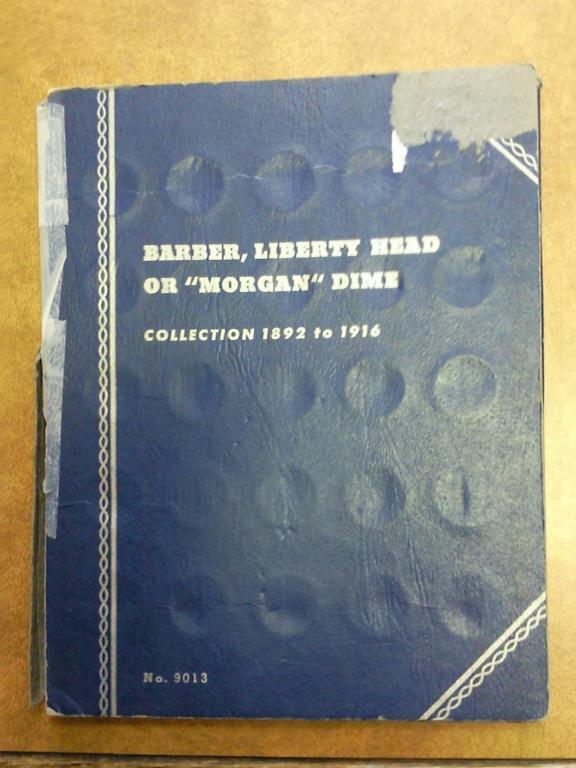 BARBER, LIBERTY HEAD
OR “MORGAN“ DIME
COLLECTION 1892 to 1916
No. 9013